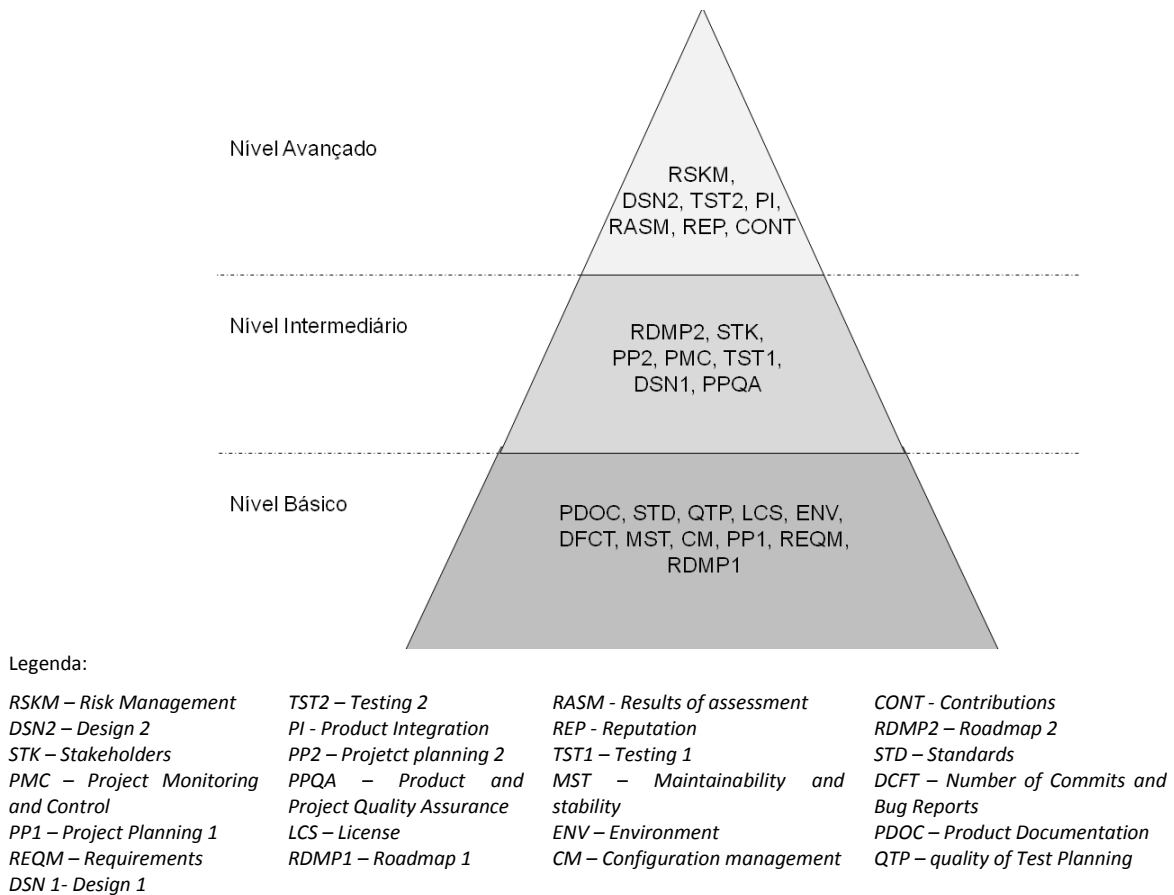 Nível Avançado
RSKM,
DSN2, TST2, PI,
RASM, REP, CONT
Nível Intermediário
RDMP2, STK,
PP2, PMC, TST1,
DSN1, PPQA
Nível Básico
PDOC, STD, QTP, LCS, ENV,
DFCT, MST, CM, PP1, REQM,
RDMP1
Legenda:
RSKM – Risk Management
DSN2 – Design 2
STK – Stakeholders
PMC – Project Monitoring
and Control
PP1 – Project Planning 1
REQM – Requirements
DSN 1- Design 1
TST2 – Testing 2
PI - Product Integration
PP2 – Projetct planning 2
PPQA – Product and
Project Quality Assurance
LCS – License
RDMP1 – Roadmap 1
RASM - Results of assessment
REP - Reputation
TST1 – Testing 1
MST – Maintainability and
stability
ENV – Environment
CM – Configuration management
CONT - Contributions
RDMP2 – Roadmap 2
STD – Standards
DCFT – Number of Commits and
Bug Reports
PDOC – Product Documentation
QTP – quality of Test Planning